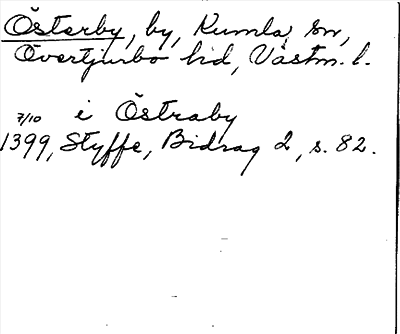 Österby, by, Kumla sn,
Övertjurbo hd, Västm. l.
7/10 i Östraby
1399, Styffe, Bidrag 2, s. 82.